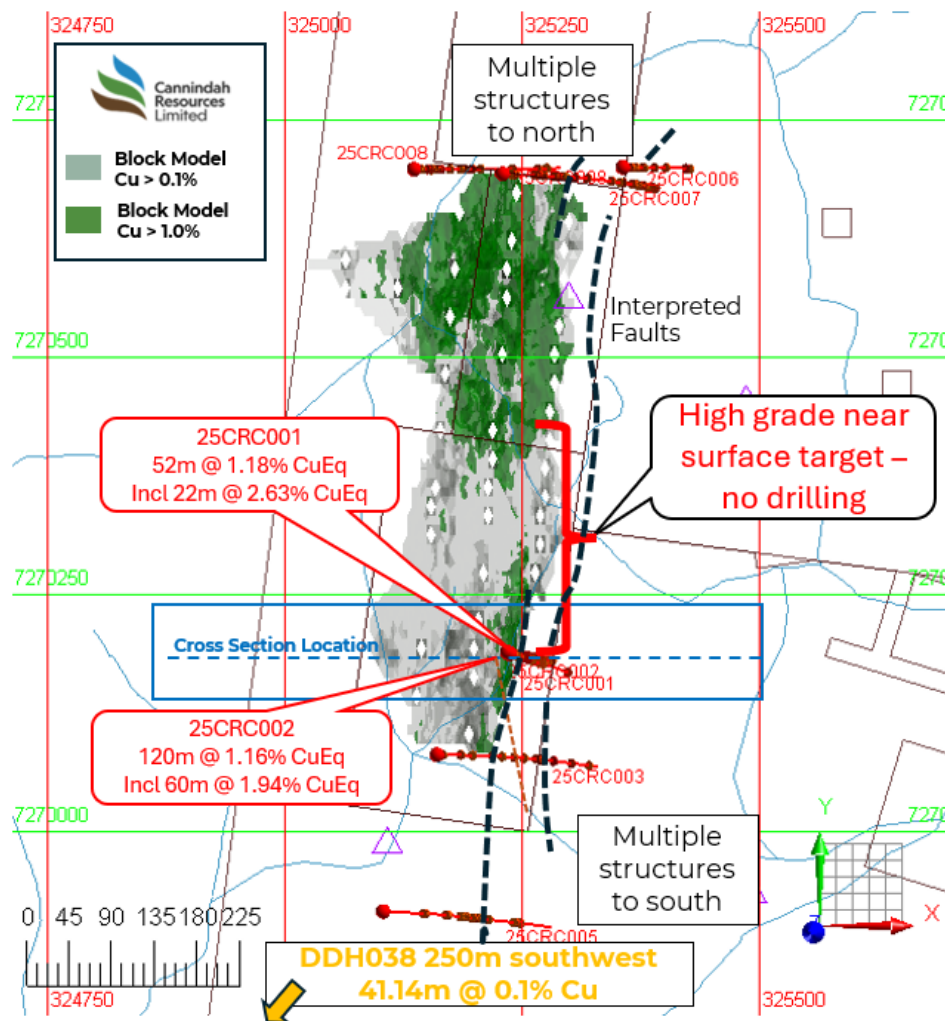 324750
325000
325250
325500
Cannindah
Resources
Limited
Block Model
Cu > 0.1%
Block Model
Cu > 1.0%
Multiple
structures
to north
25CRC008
25CRC006
25CRC007
Interpreted
Faults
7270500
High grade near
surface target –
no drilling
25CRC001
52m @ 1.18% CuEq
Incl 22m @ 2.63% CuEq
7270250
Cross Section Location
25CRC001
25CRC002
120m @ 1.16% CuEq
Incl 60m @ 1.94% CuEq
25CRC003
7270000
Y
X
Multiple
structures
to south
0 45 90 135 180 225
25CRC005
DDH038 250m southwest
41.14m @ 0.1% Cu
324750
325500